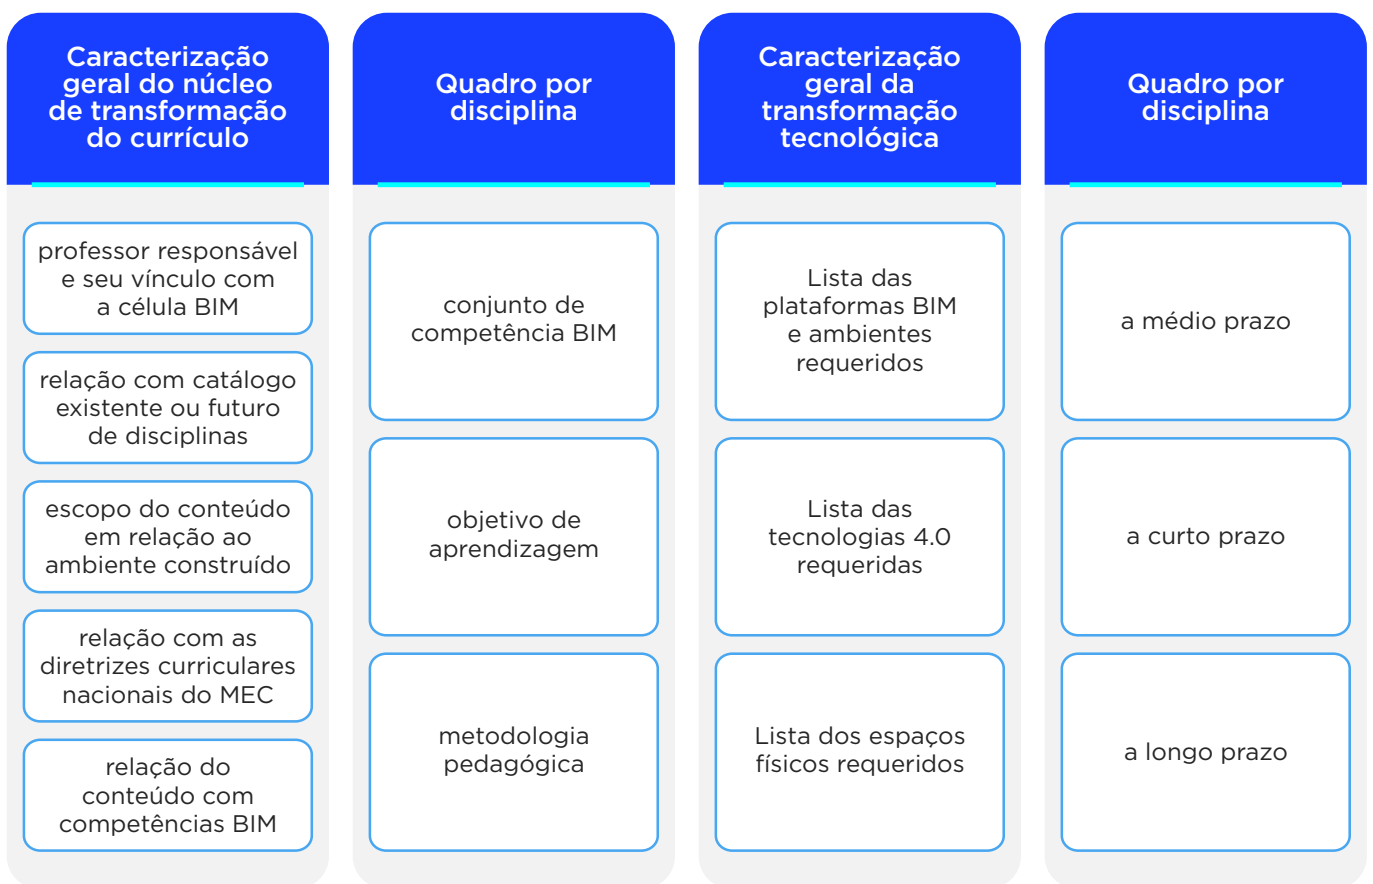 Caracterização
geral do núcleo
de transformação
do currículo
professor responsável
e seu vínculo com
a célula BIM
relação com catálogo
existente ou futuro
de disciplinas
escopo do conteúdo
em relação ao
ambiente construído
relação com as
diretrizes curriculares
nacionais do MEC
relação do
conteúdo com
competências BIM
Quadro por
disciplina
conjunto de
competência BIM
objetivo de
aprendizagem
metodologia
pedagógica
Caracterização
geral da
transformação
tecnológica
Lista das
plataformas BIM
e ambientes
requeridos
Lista das
tecnologias 4.0
requeridas
Lista dos espaços
físicos requeridos
Quadro por
disciplina
a médio prazo
a curto prazo
a longo prazo